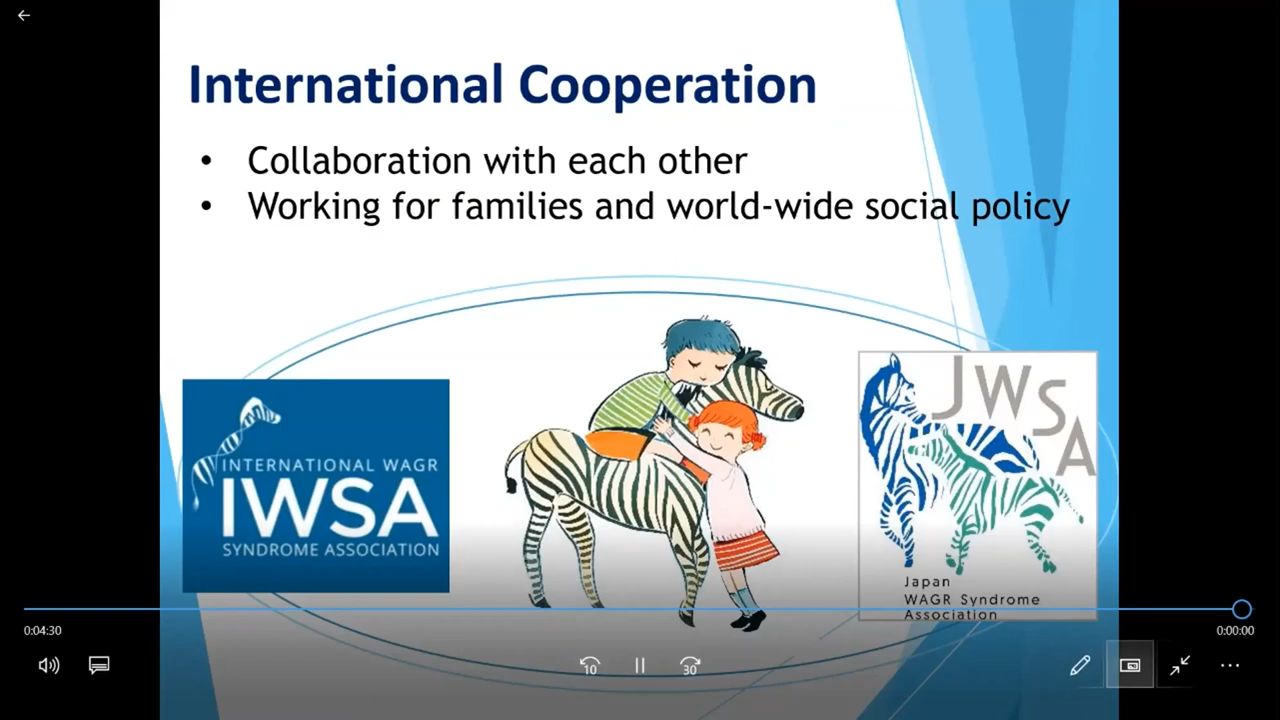 International Cooperation
• Collaboration with each other
• Working for families and world-wide social policy
INTERNATIONAL WAGR
IWSA
SYNDROME ASSOCIATION
JWSA
Japan
WAGR Syndrome
Association
0:04:30
0:00:00
10
30